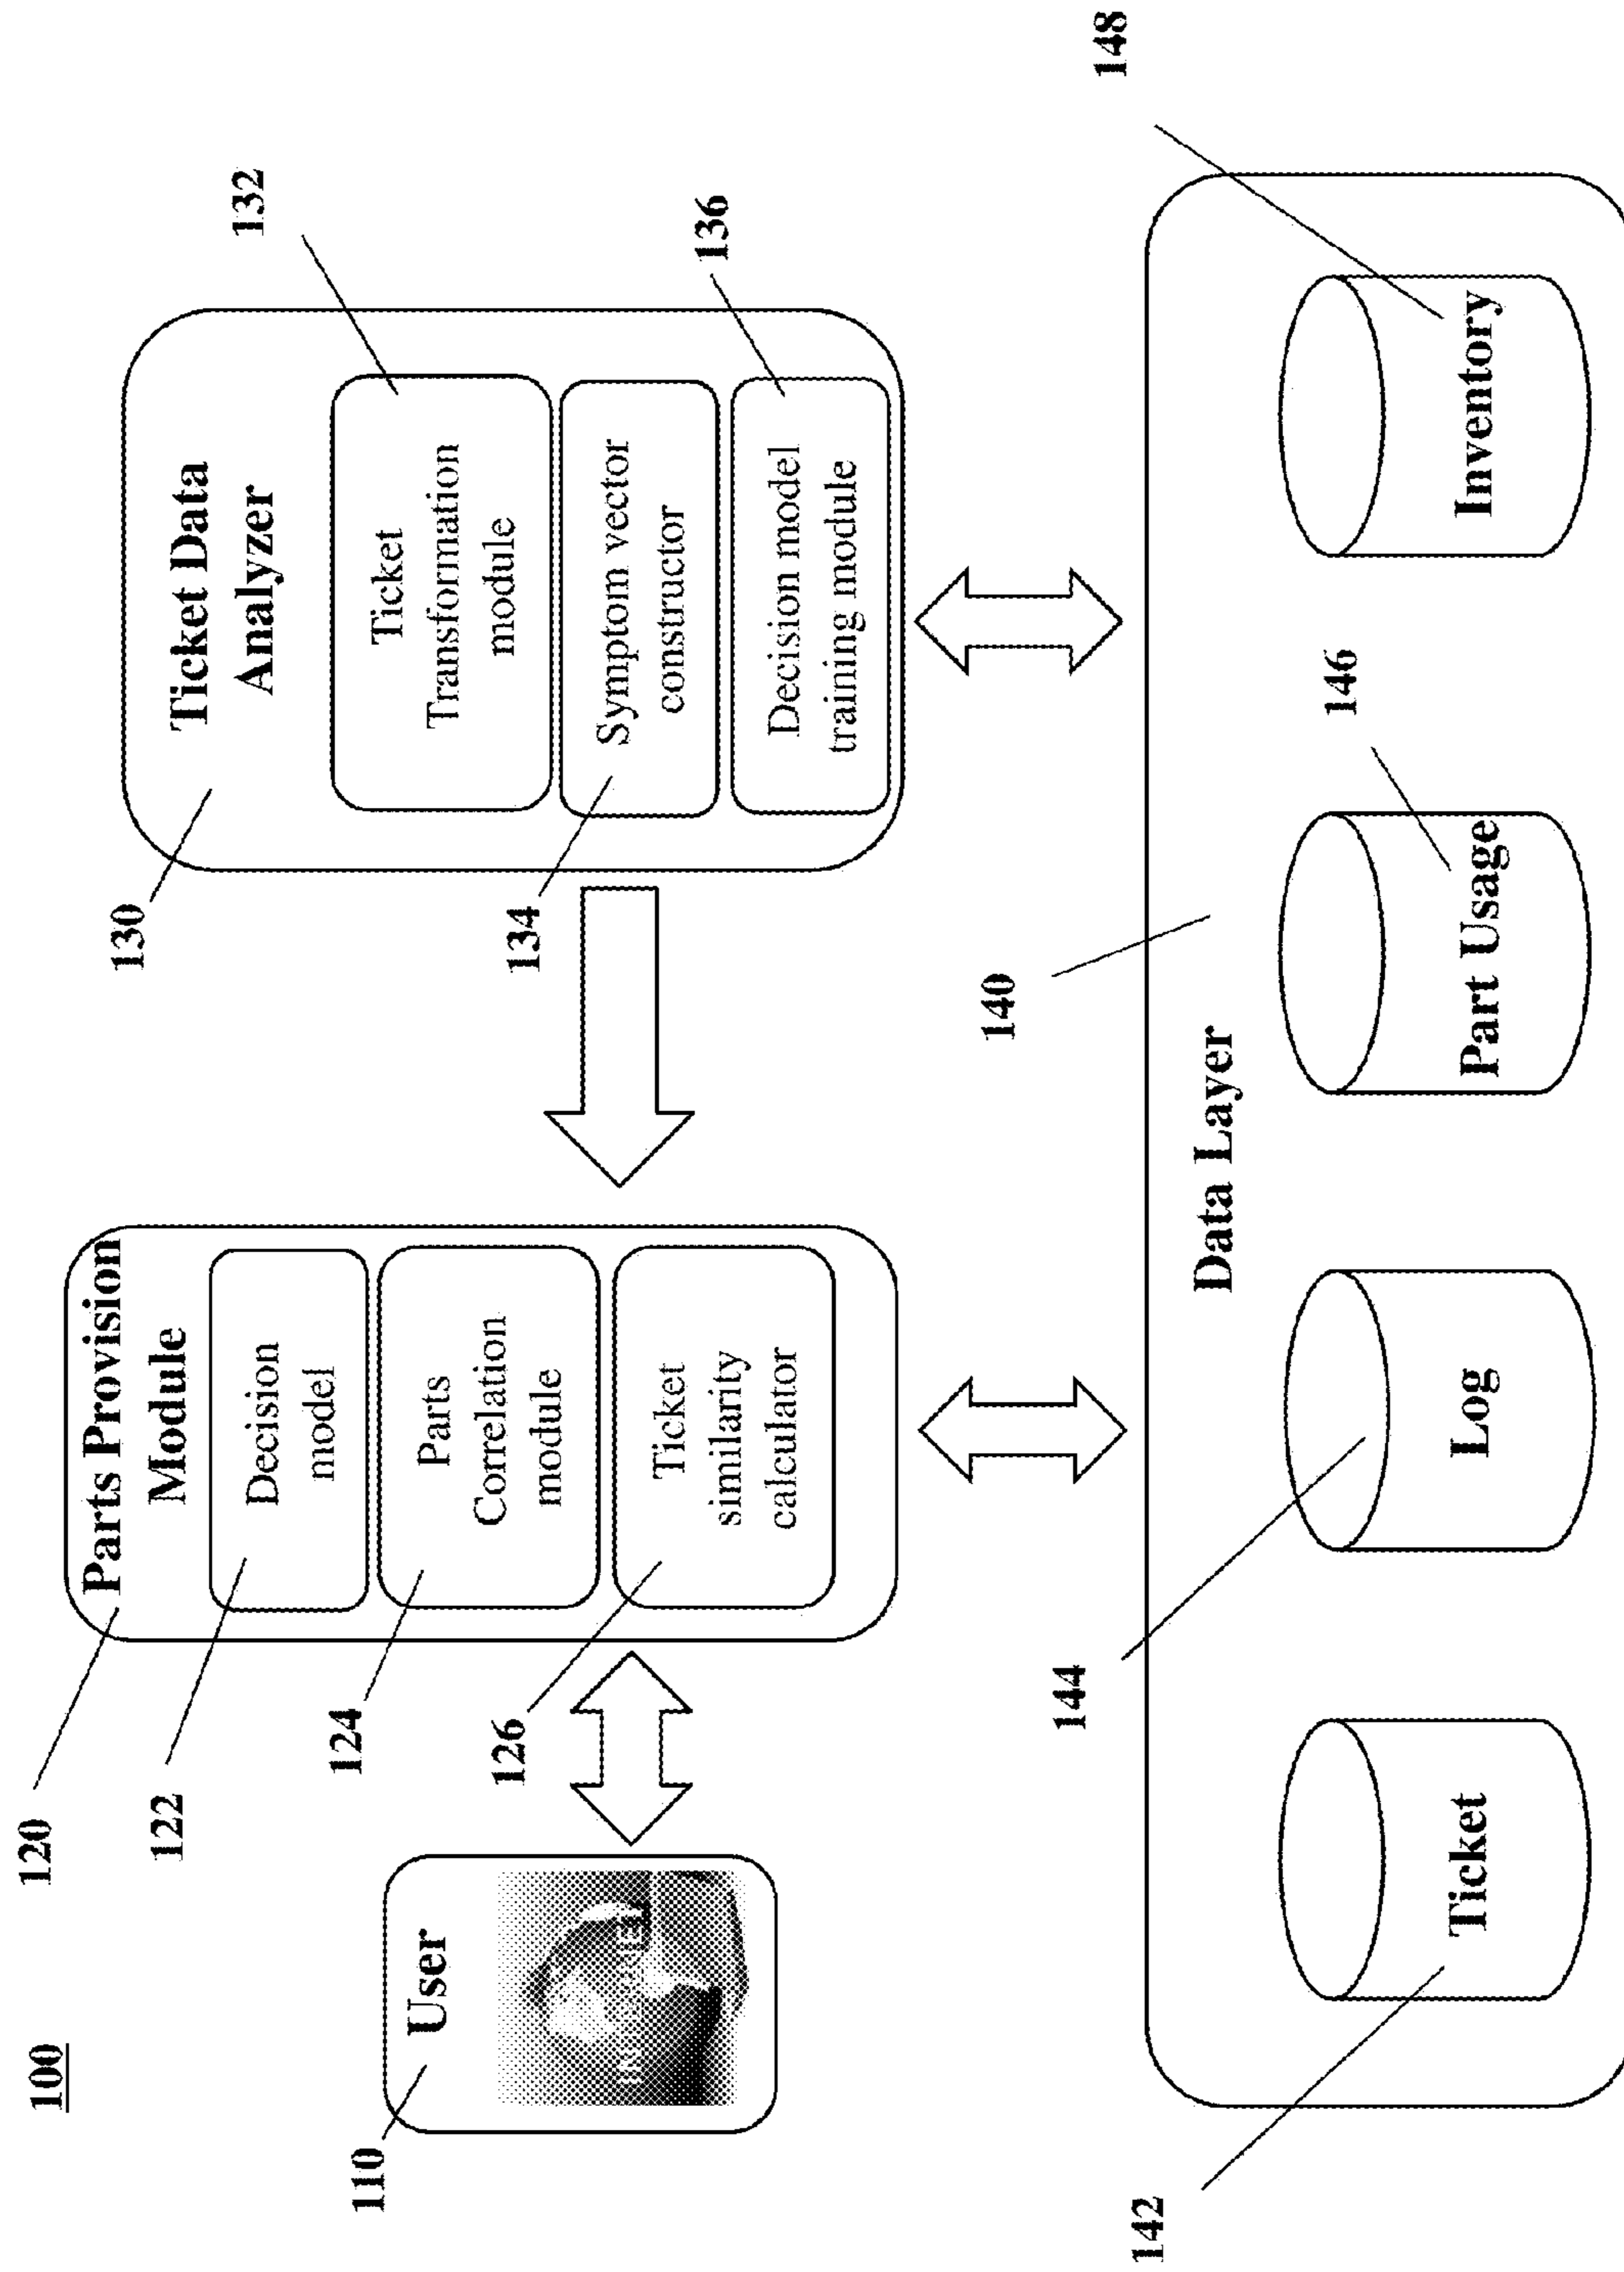 100
110
User
120
Parts Provision
Module
122
Decision
model
124
Parts
Correlation
module
126
Ticket
similarity
calculator
130
Ticket Data
Analyzer
132
Ticket
Transformation
module
134
Symptom vector
constructor
136
Decision model
training module
140
Data Layer
142
Ticket
144
Log
146
Part Usage
148
Inventory